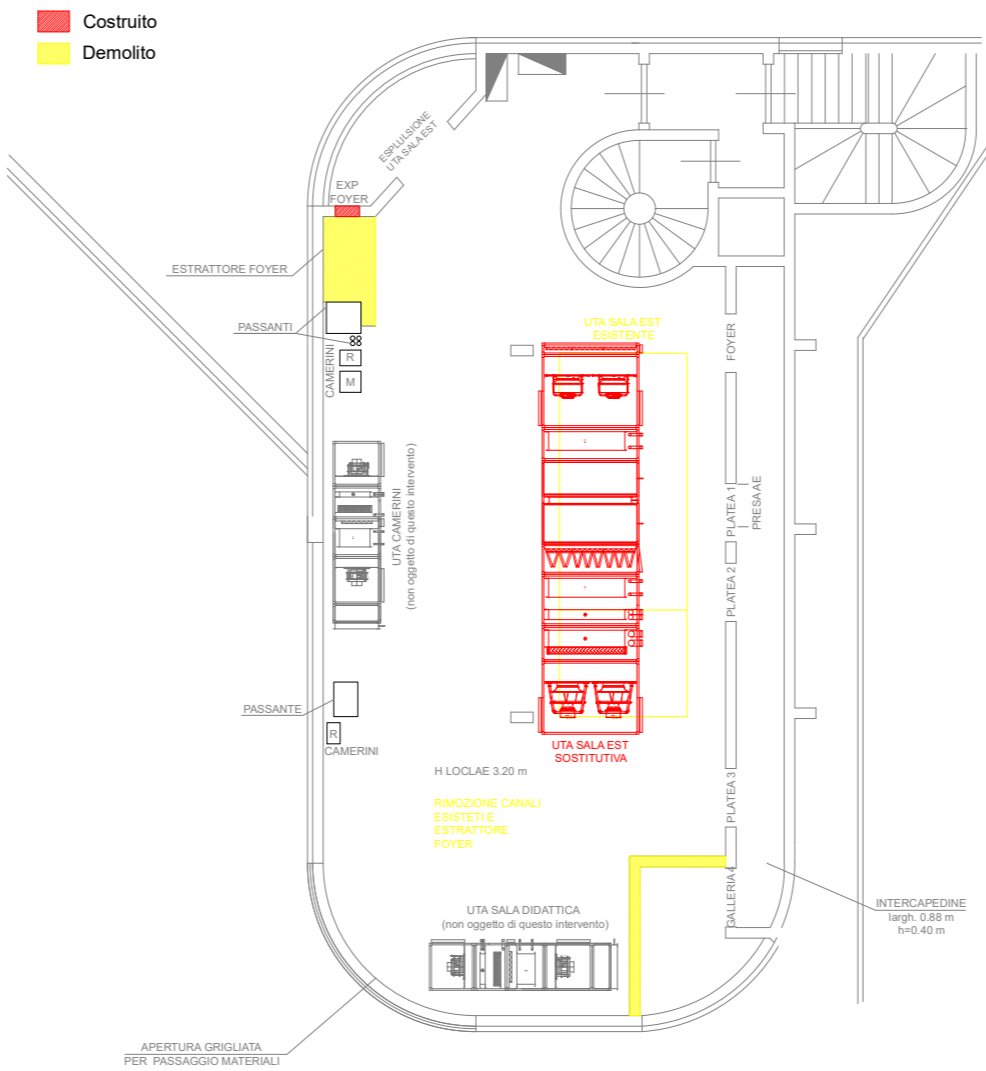 Costruito
Demolito
ESPLULSIONE
UTA SALA EST
EXP
FOYER
ESTRATTORE FOYER
PASSANTI
CAMERINI
R
M
UTA SALA EST
ESISTENTE
FOYER
UTA CAMERINI
(non oggetto di questo intervento)
PLATEA 1
PRESA AE
PLATEA 2
PASSANTE
R
CAMERINI
UTA SALA EST
SOSTITUTIVA
H LOCLAE 3.20 m
PLATEA 3
RIMOZIONE CANALI
ESISTETI E
ESTRATTORE
FOYER
GALLERIA 4
INTERCAPEDINE
largh. 0.88 m
h=0.40 m
UTA SALA DIDATTICA
(non oggetto di questo intervento)
APERTURA GRIGLIATA
PER PASSAGGIO MATERIALI